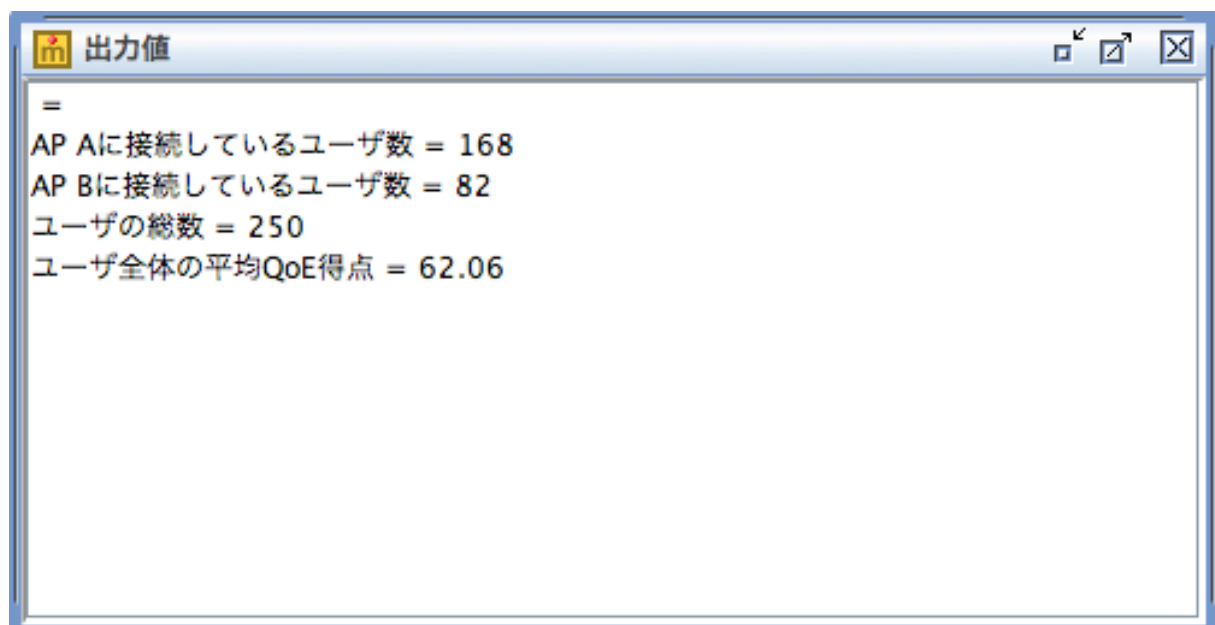 出力値
=
AP Aに接続しているユーザ数 = 168
AP Bに接続しているユーザ数 = 82
ユーザの総数 = 250
ユーザ全体の平均QoE得点 = 62.06